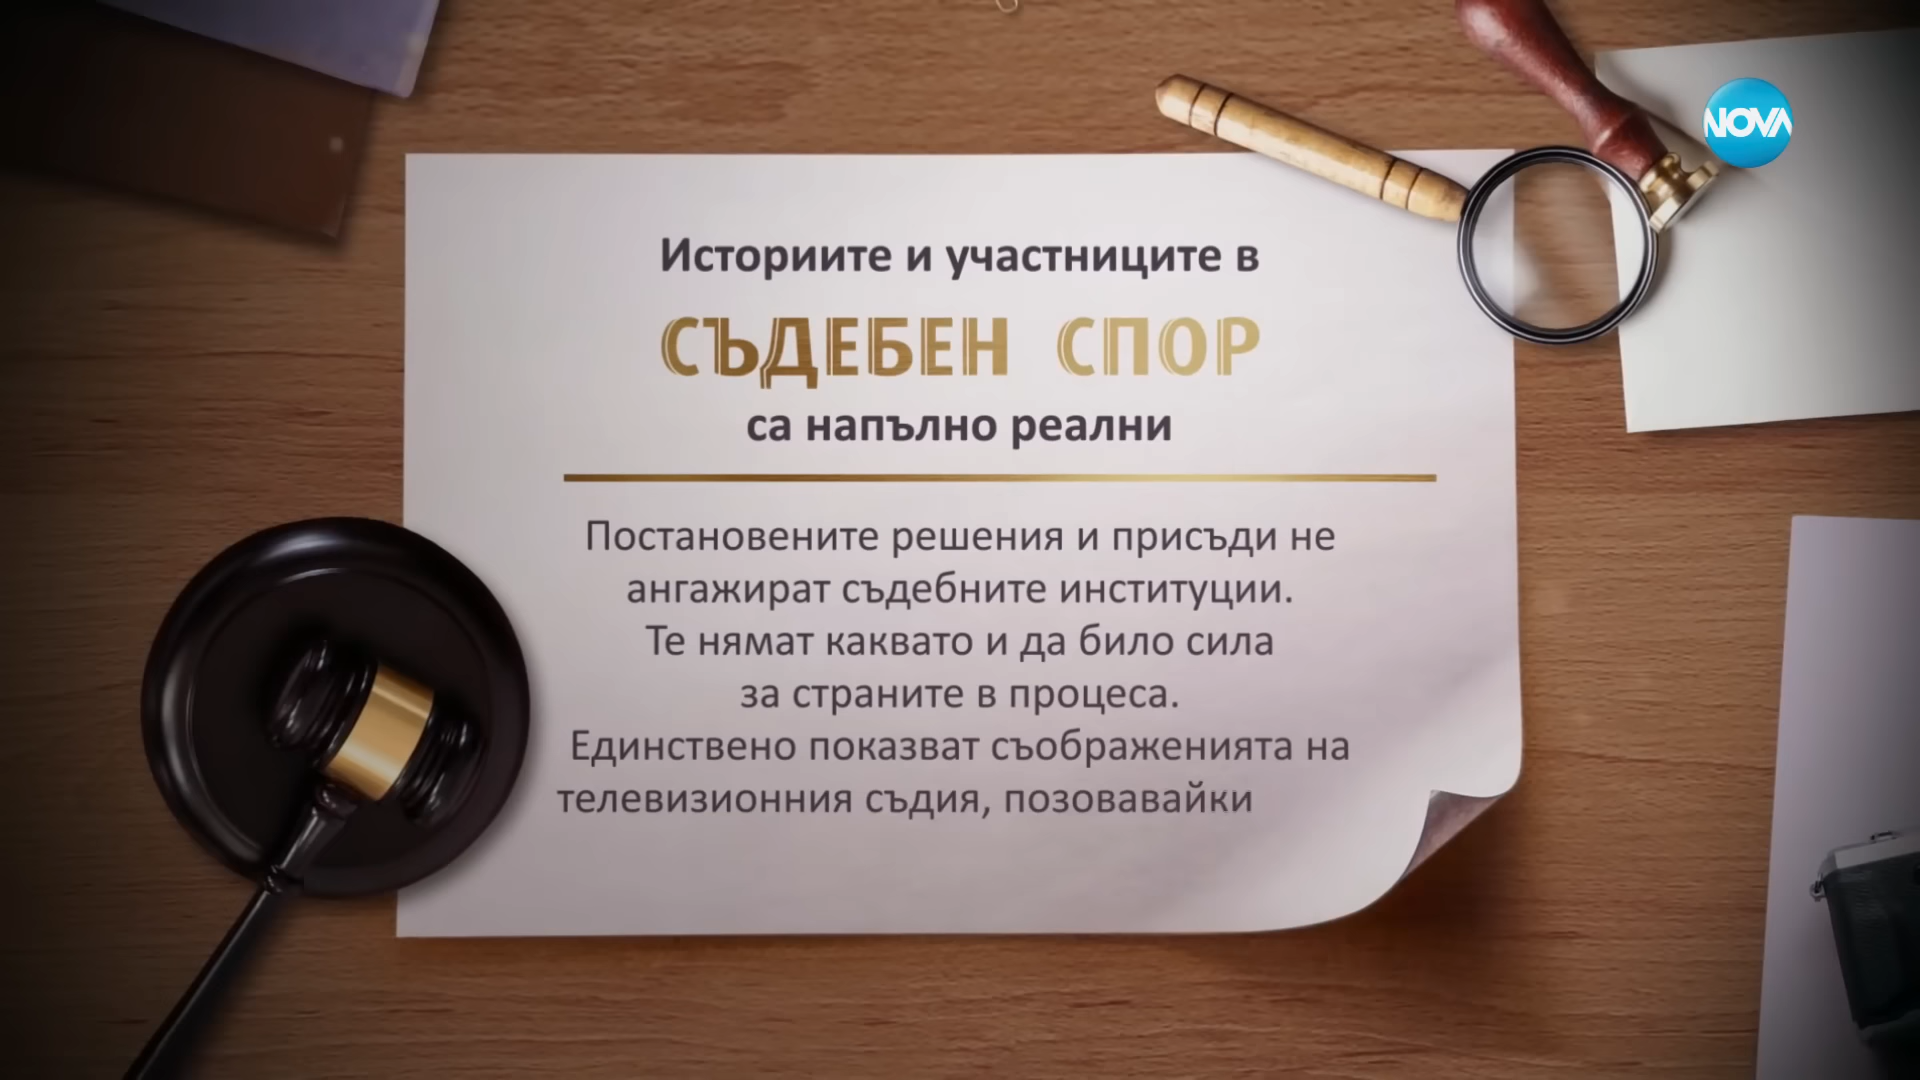 NOVA
Историите и участниците в
СЪДЕБЕН СПОР
са напълно реални
Постановените решения и присъди не
ангажират съдебните институции.
Те нямат каквато и да било сила
за страните в процеса.
Единствено показват съображенията на
телевизионния съдия, позовавайки